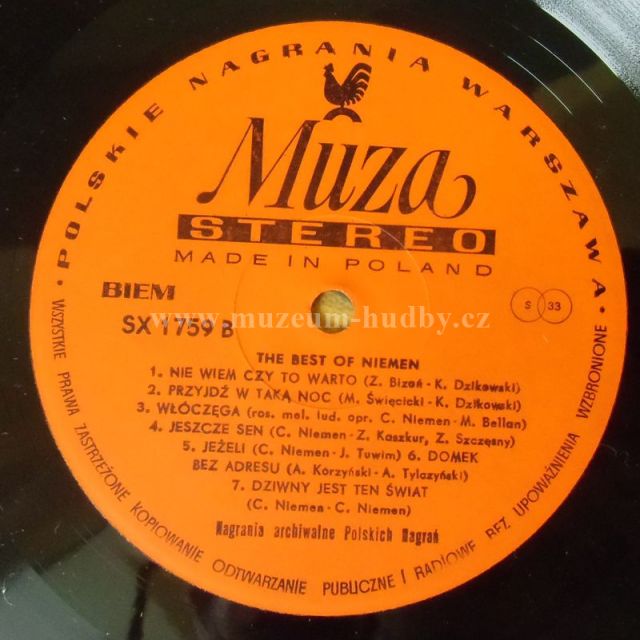 POLSKIE NAGRANIA WARSZAWA
Muza
STEREO
MADE IN POLAND
BIEM
S 33
www.muzeum-hudby.cz
SX 1759 B
THE BEST OF NIEMEN
1. NIE WIEM CZY TO WARTO (Z. Bizoń - K. Dzikowski)
2. PRZYJDŹ W TAKĄ NOC (M. Święcicki - K. Dzikowski)
3. WŁÓCZĘGA (ros. mel. lud. opr. C. Niemen - M. Bellan)
4. JESZCZE SEN (C. Niemen - Z. Kaszkur, Z. Szczęsny)
5. JEŻELI (C. Niemen - J. Tuwim) 6. DOMEK
BEZ ADRESU (A. Korzyński - A. Tylczyński)
7. DZIWNY JEST TEN ŚWIAT
(C. Niemen - C. Niemen)
Nagrania archiwalne Polskich Nagrań
WSZYSTKIE PRAWA ZASTRZEŻONE KOPIOWANIE ODTWARZANIE PUBLICZNE I RADIOWE BEZ UPOWAŻNIENIA WZBRONIONE